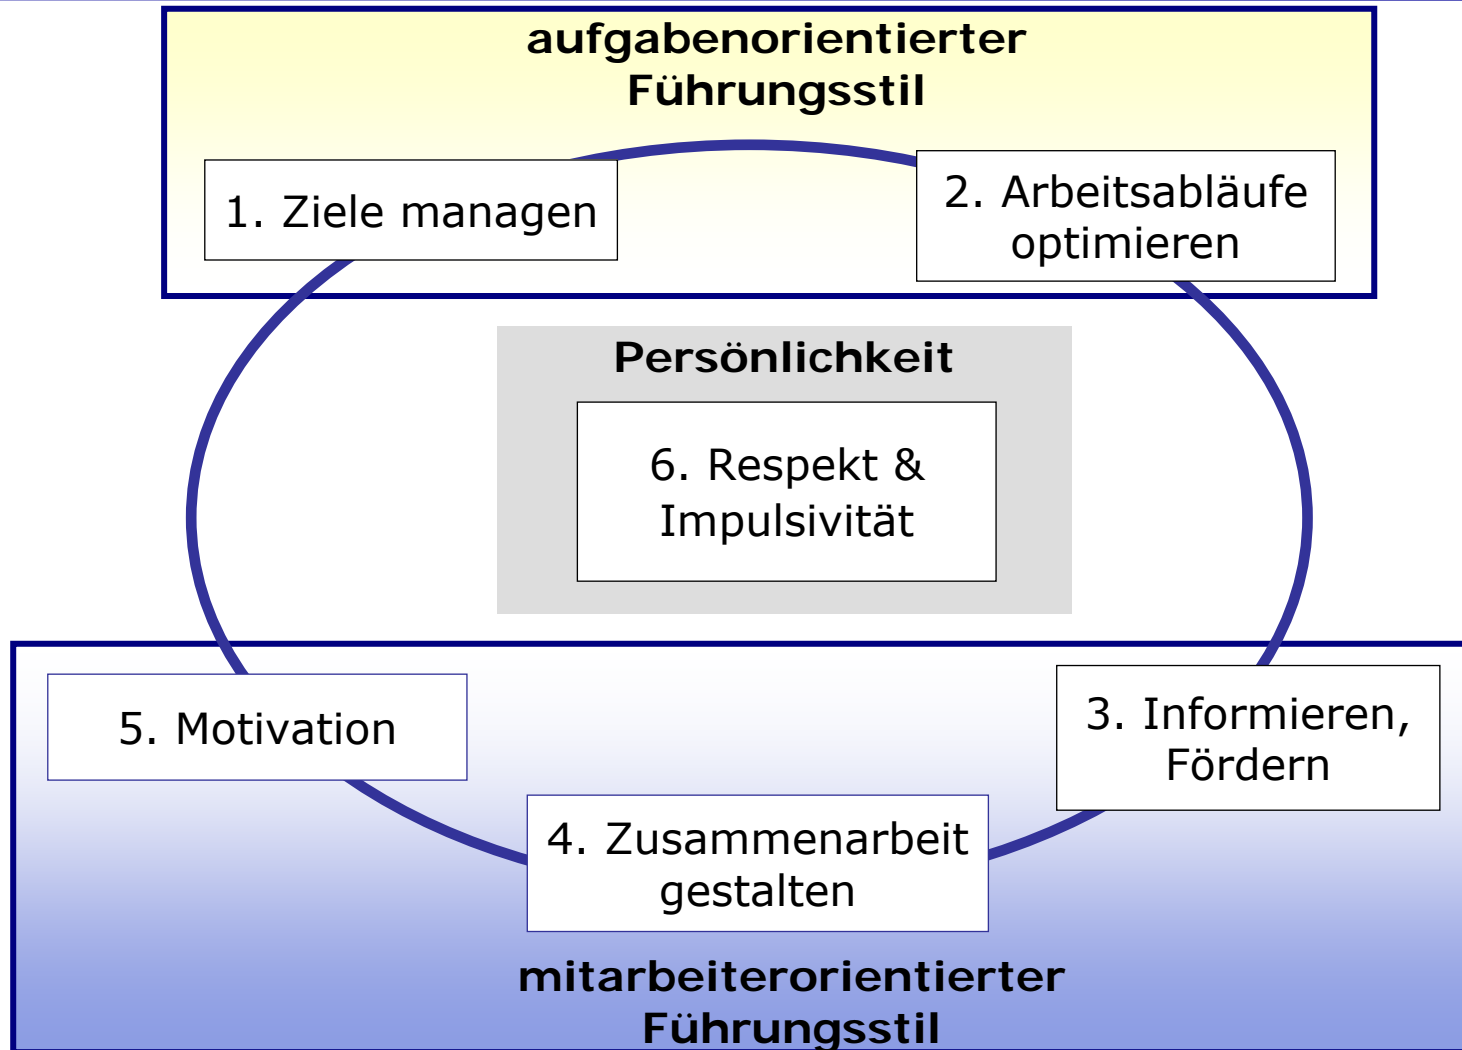 aufgabenorientierter
Führungsstil
1. Ziele managen
2. Arbeitsabläufe
optimieren
Persönlichkeit
6. Respekt &
Impulsivität
5. Motivation
3. Informieren,
Fördern
4. Zusammenarbeit
gestalten
mitarbeiterorientierter
Führungsstil